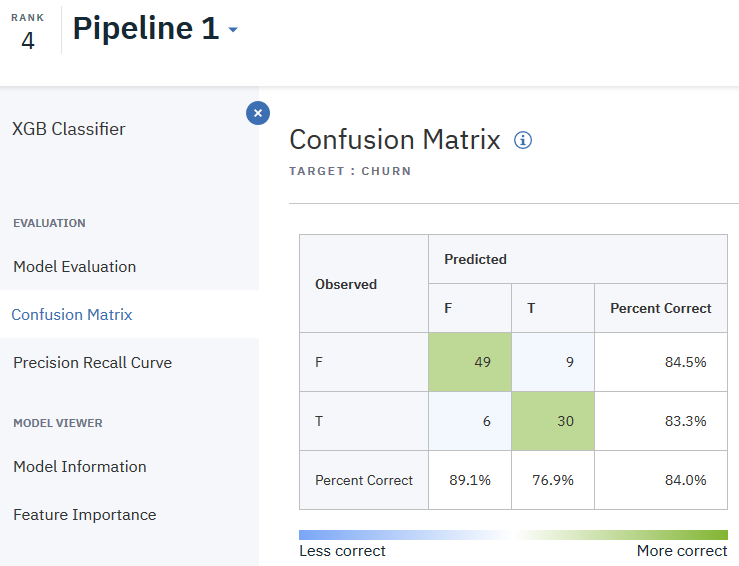 RANK
4
Pipeline 1
XGB Classifier
EVALUATION
Model Evaluation
Confusion Matrix
Precision Recall Curve
MODEL VIEWER
Model Information
Feature Importance
Confusion Matrix
TARGET : CHURN
Observed
Predicted
F T Percent Correct
F 49 9 84.5%
T 6 30 83.3%
Percent Correct 89.1% 76.9% 84.0%
Less correct More correct